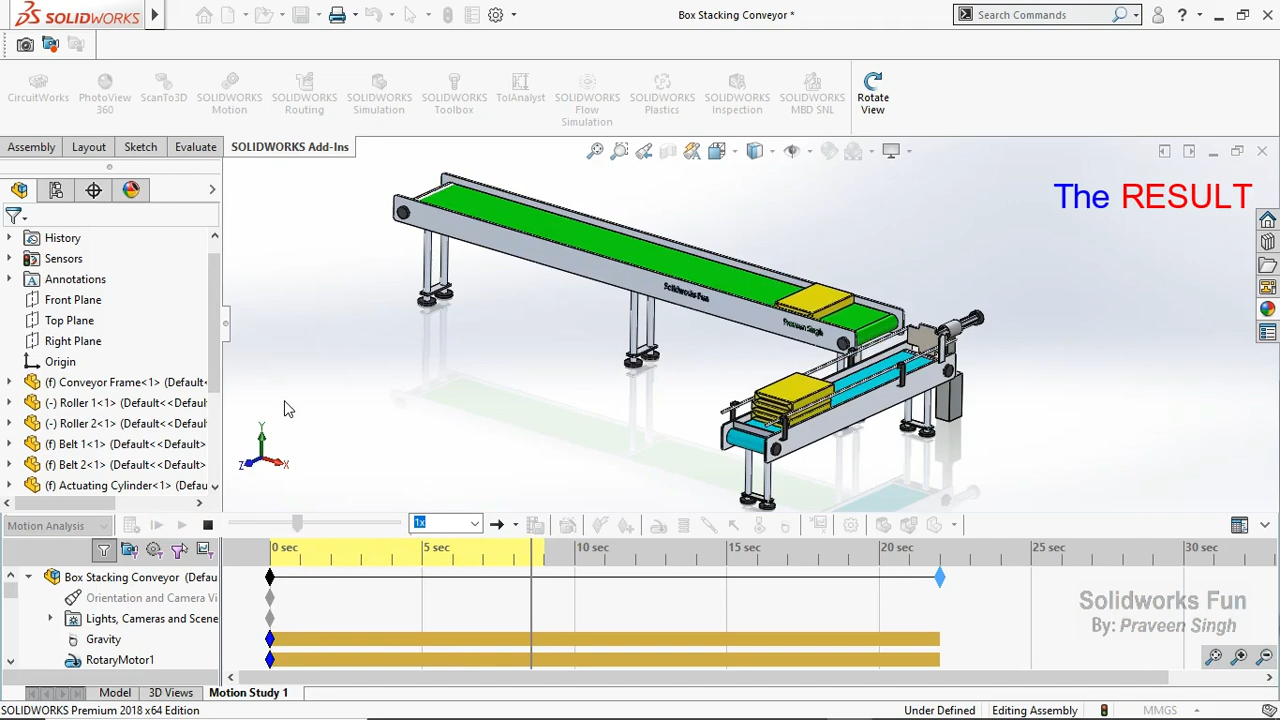 SOLIDWORKS
Box Stacking Conveyor *
Search Commands
?
CircuitWorks
PhotoView
360
ScanTo3D
SOLIDWORKS
Motion
SOLIDWORKS
Routing
SOLIDWORKS
Simulation
SOLIDWORKS
Toolbox
TolAnalyst
SOLIDWORKS
Flow
Simulation
SOLIDWORKS
Plastics
SOLIDWORKS
Inspection
SOLIDWORKS
MBD SNL
Rotate
View
Assembly
Layout
Sketch
Evaluate
SOLIDWORKS Add-Ins
The RESULT
History
Sensors
Annotations
Front Plane
Top Plane
Right Plane
Origin
(f) Conveyor Frame<1> (Default
(-) Roller 1<1> (Default<<Defaul
(-) Roller 2<1> (Default<<Defaul
(f) Belt 1<1> (Default<<Default>
(f) Belt 2<1> (Default<<Default>
(f) Actuating Cylinder<1> (Defau
Solidworks Fun
Praveen Singh
Y
Z
X
Motion Analysis
1x
0 sec
5 sec
10 sec
15 sec
20 sec
25 sec
30 sec
Box Stacking Conveyor (Defau
Orientation and Camera Vi
Lights, Cameras and Scene
Gravity
RotaryMotor1
Solidworks Fun
By: Praveen Singh
Model
3D Views
Motion Study 1
SOLIDWORKS Premium 2018 x64 Edition
Under Defined
Editing Assembly
MMGS